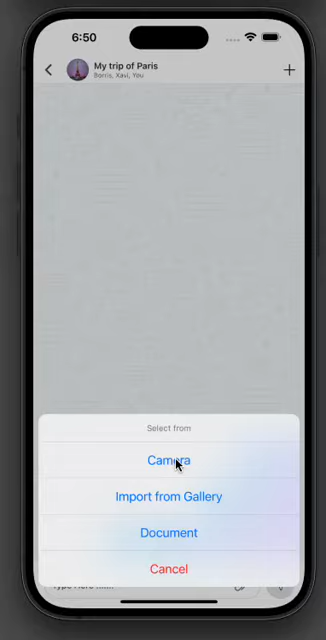 6:50
My trip of Paris
Borris, Xavi, You
Select from
Camera
Import from Gallery
Document
Cancel